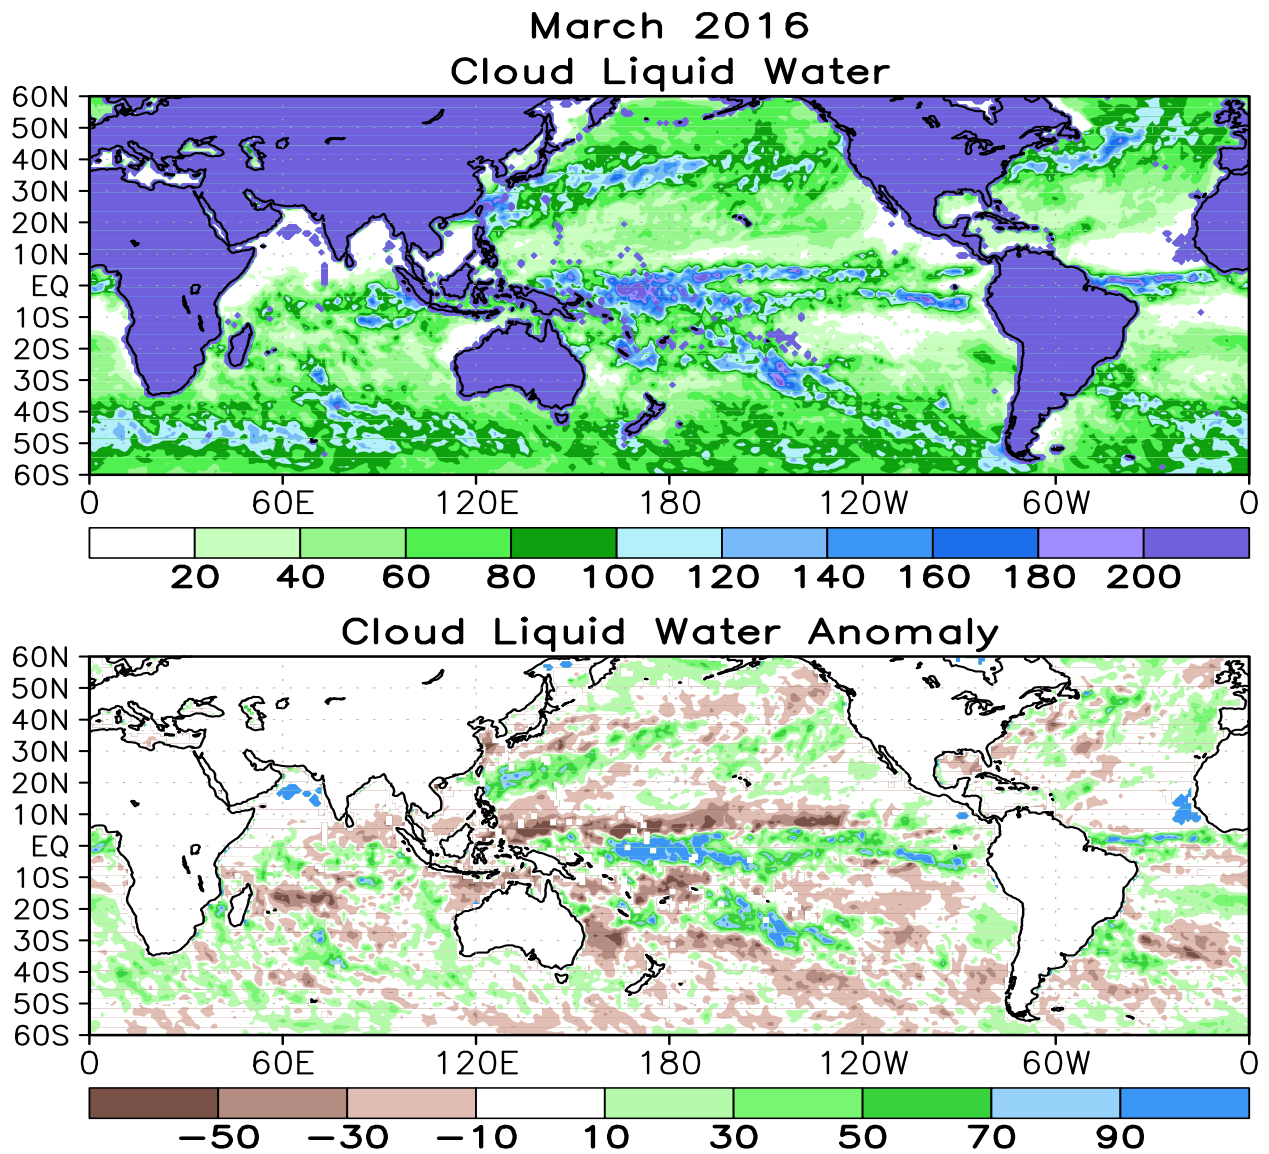 March 2016
Cloud Liquid Water
60N
50N
40N
30N
20N
10N
EQ
10S
20S
30S
40S
50S
60S
0 60E 120E 180 120W 60W 0
20 40 60 80 100 120 140 160 180 200
Cloud Liquid Water Anomaly
60N
50N
40N
30N
20N
10N
EQ
10S
20S
30S
40S
50S
60S
0 60E 120E 180 120W 60W 0
−50 −30 −10 10 30 50 70 90